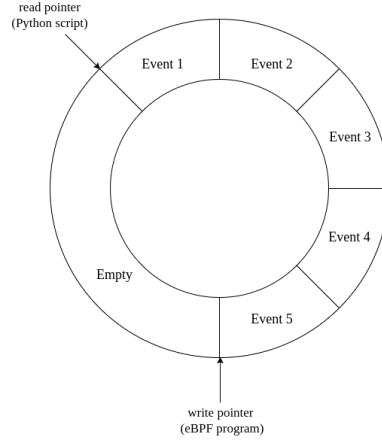 read pointer
(Python script)
Event 1
Event 2
Event 3
Event 4
Empty
Event 5
write pointer
(eBPF program)